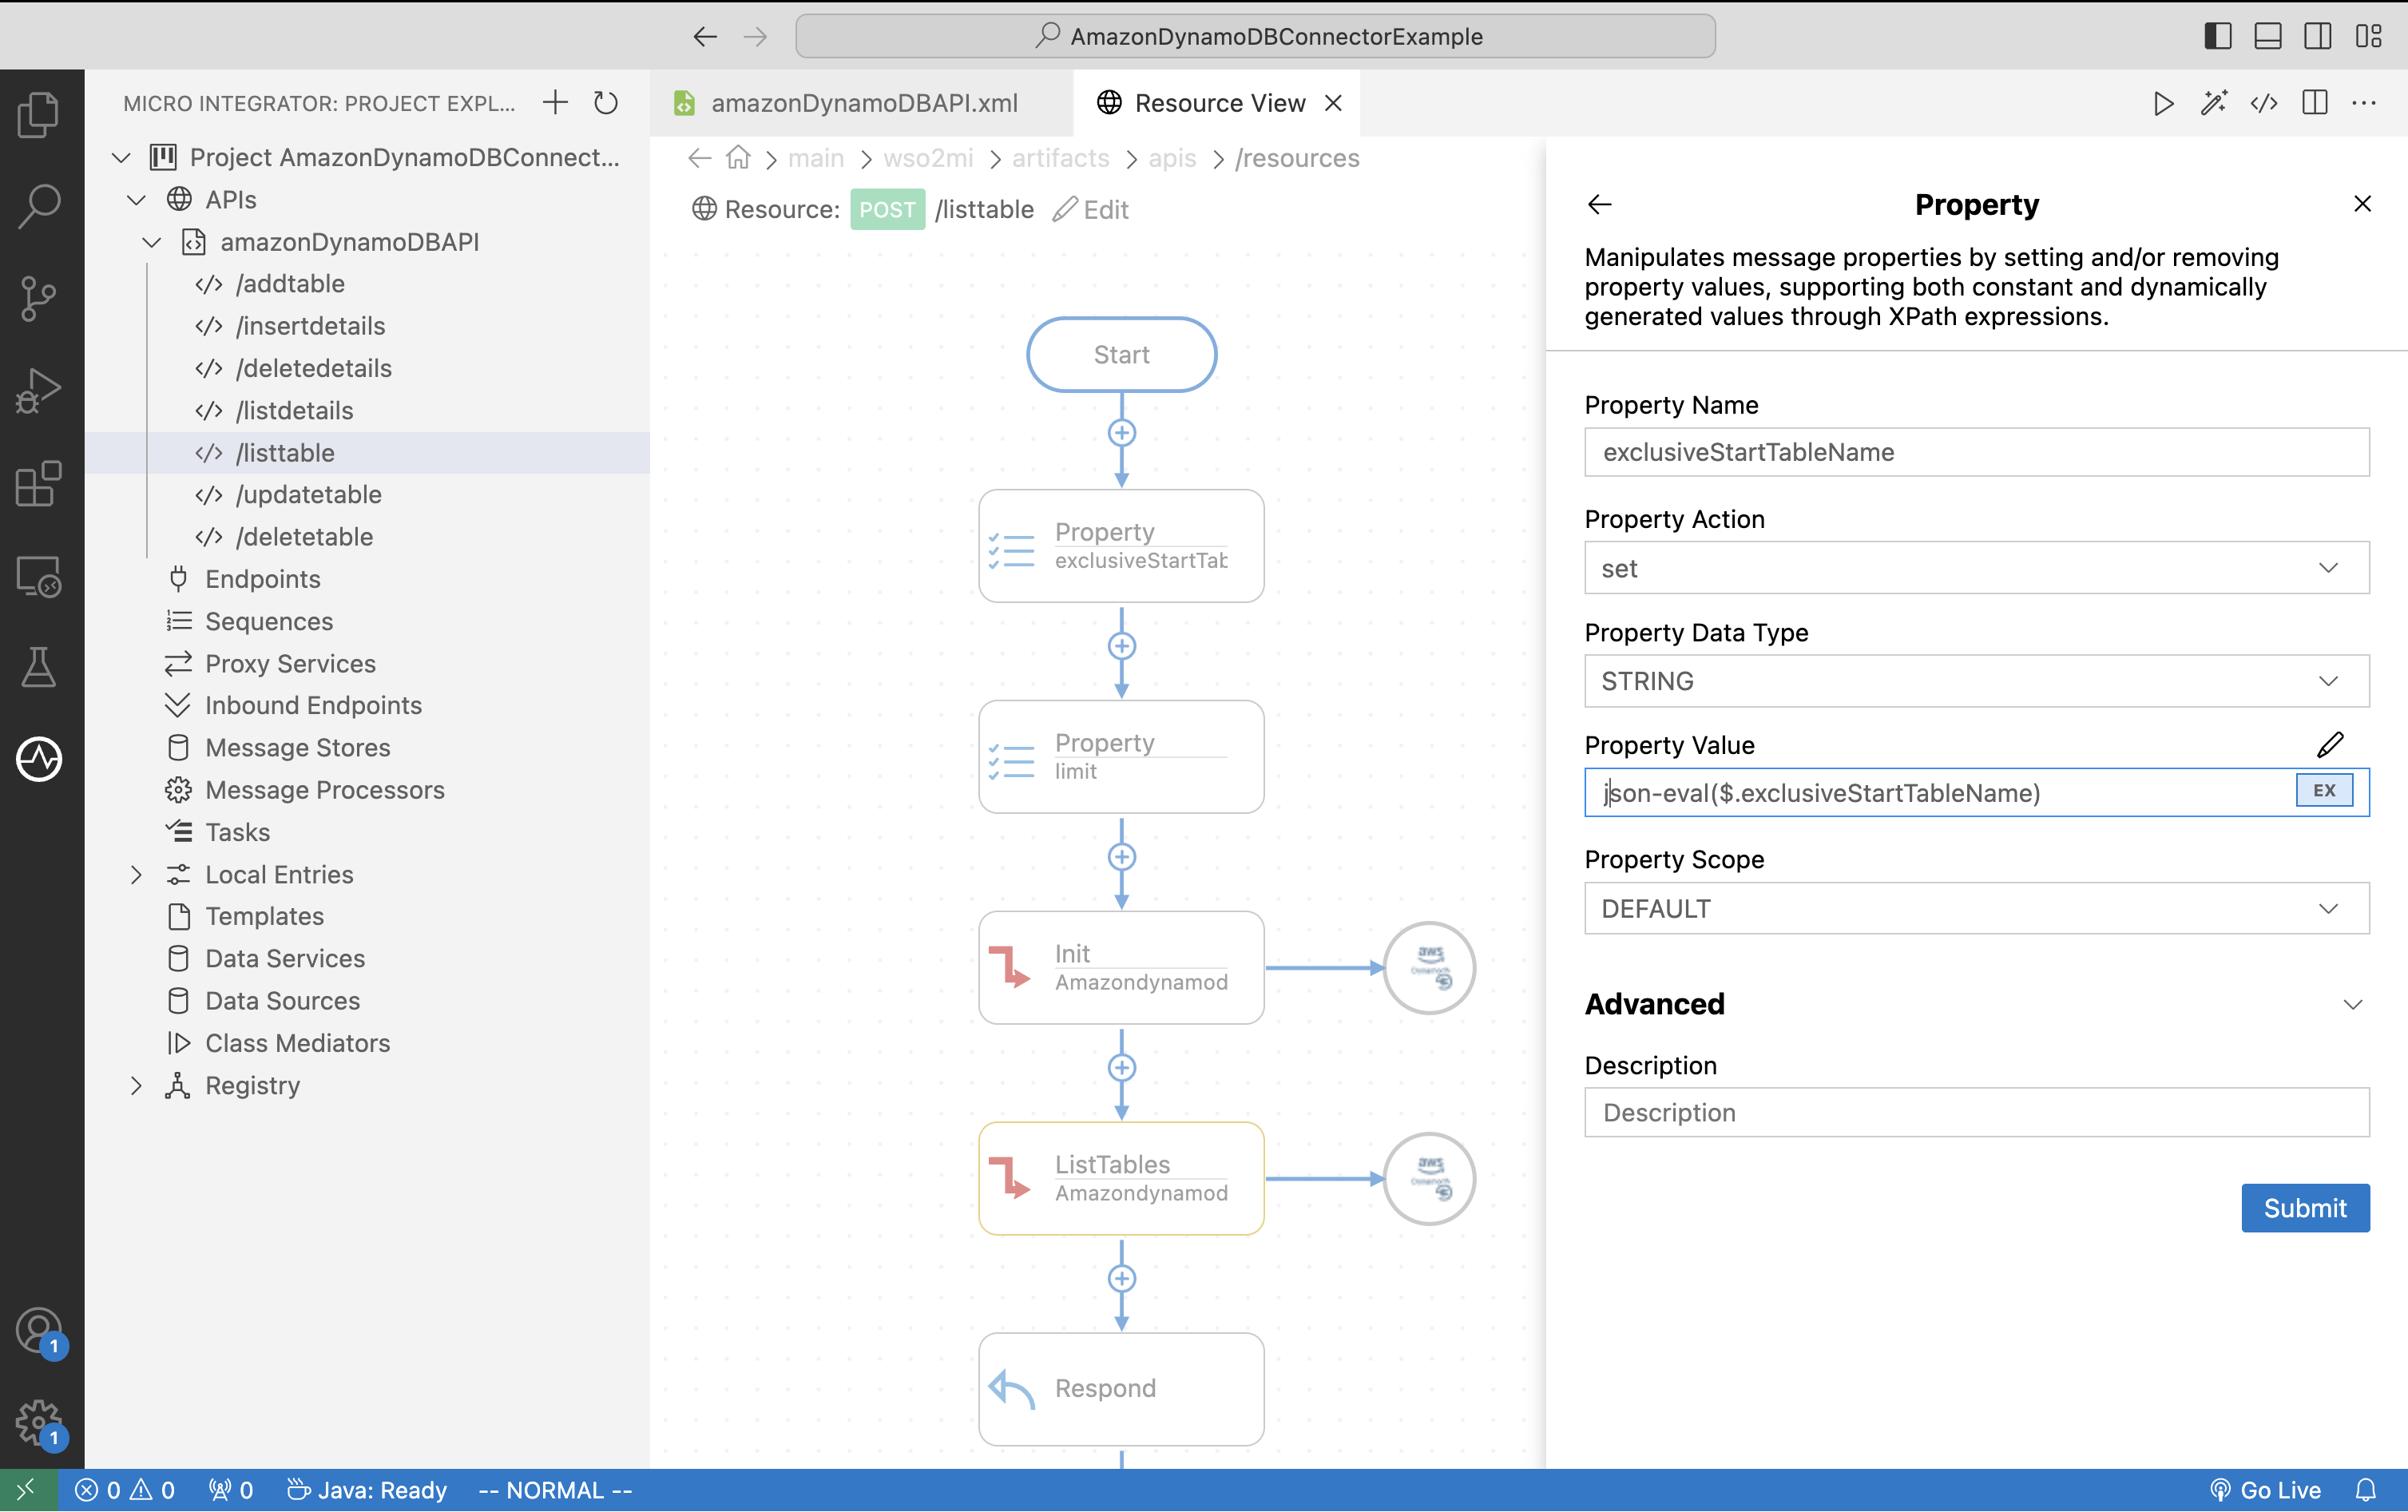 AmazonDynamoDBConnectorExample
MICRO INTEGRATOR: PROJECT EXPL...
Project AmazonDynamoDBConnect...
APIs
amazonDynamoDBAPI
/addtable
/insertdetails
/deletedetails
/listdetails
/listtable
/updatetable
/deletetable
Endpoints
Sequences
Proxy Services
Inbound Endpoints
Message Stores
Message Processors
Tasks
Local Entries
Templates
Data Services
Data Sources
Class Mediators
Registry
1
1
amazonDynamoDBAPI.xml
Resource View
main > wso2mi > artifacts > apis > /resources
Resource: POST /listtable Edit
Start
Property
exclusiveStartTab
Property
limit
Init
Amazondynamod
aws
ListTables
Amazondynamod
aws
Respond
Property
Manipulates message properties by setting and/or removing
property values, supporting both constant and dynamically
generated values through XPath expressions.
Property Name
exclusiveStartTableName
Property Action
set
Property Data Type
STRING
Property Value
json-eval($.exclusiveStartTableName)
EX
Property Scope
DEFAULT
Advanced
Description
Description
Submit
0 0 0 Java: Ready -- NORMAL -- Go Live